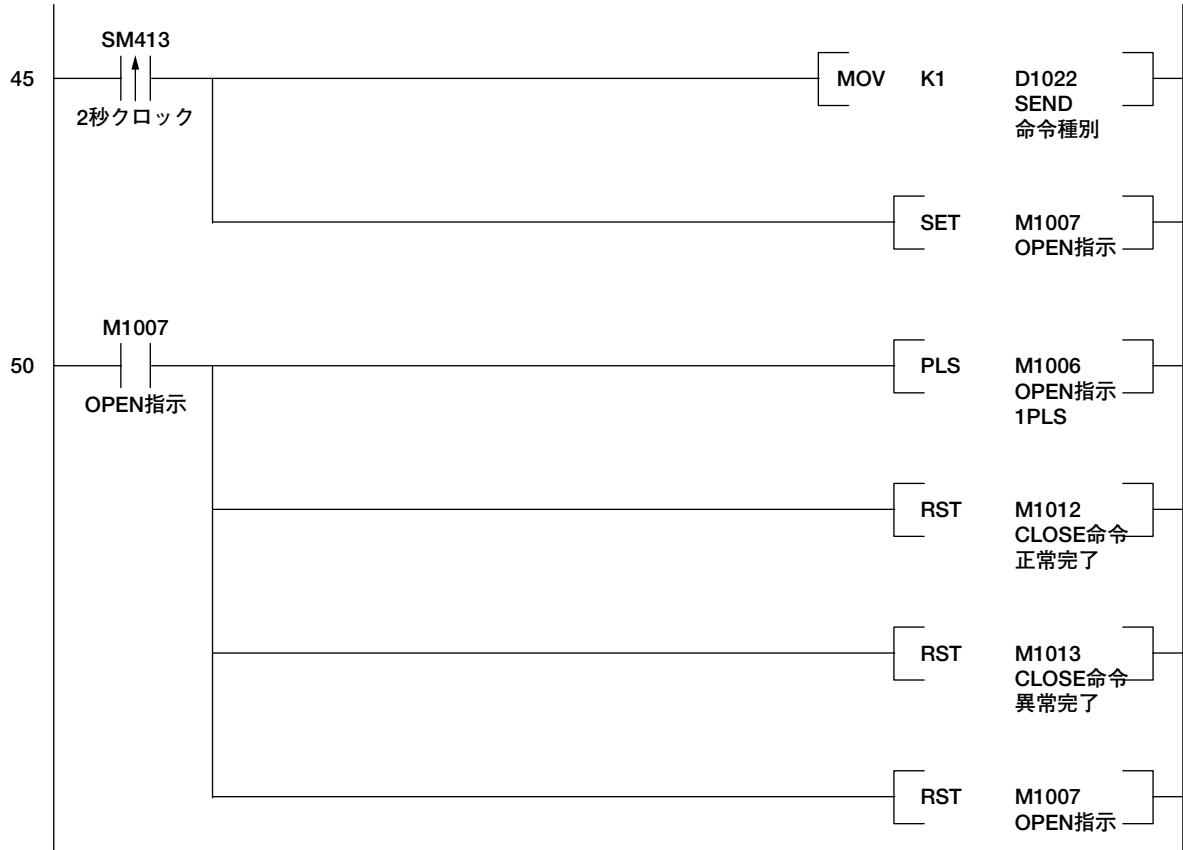 SM413
45
2秒クロック
MOV K1 D1022
SEND
命令種別
SET M1007
OPEN指示
M1007
50
OPEN指示
PLS M1006
OPEN指示
1PLS
RST M1012
CLOSE命令
正常完了
RST M1013
CLOSE命令
異常完了
RST M1007
OPEN指示